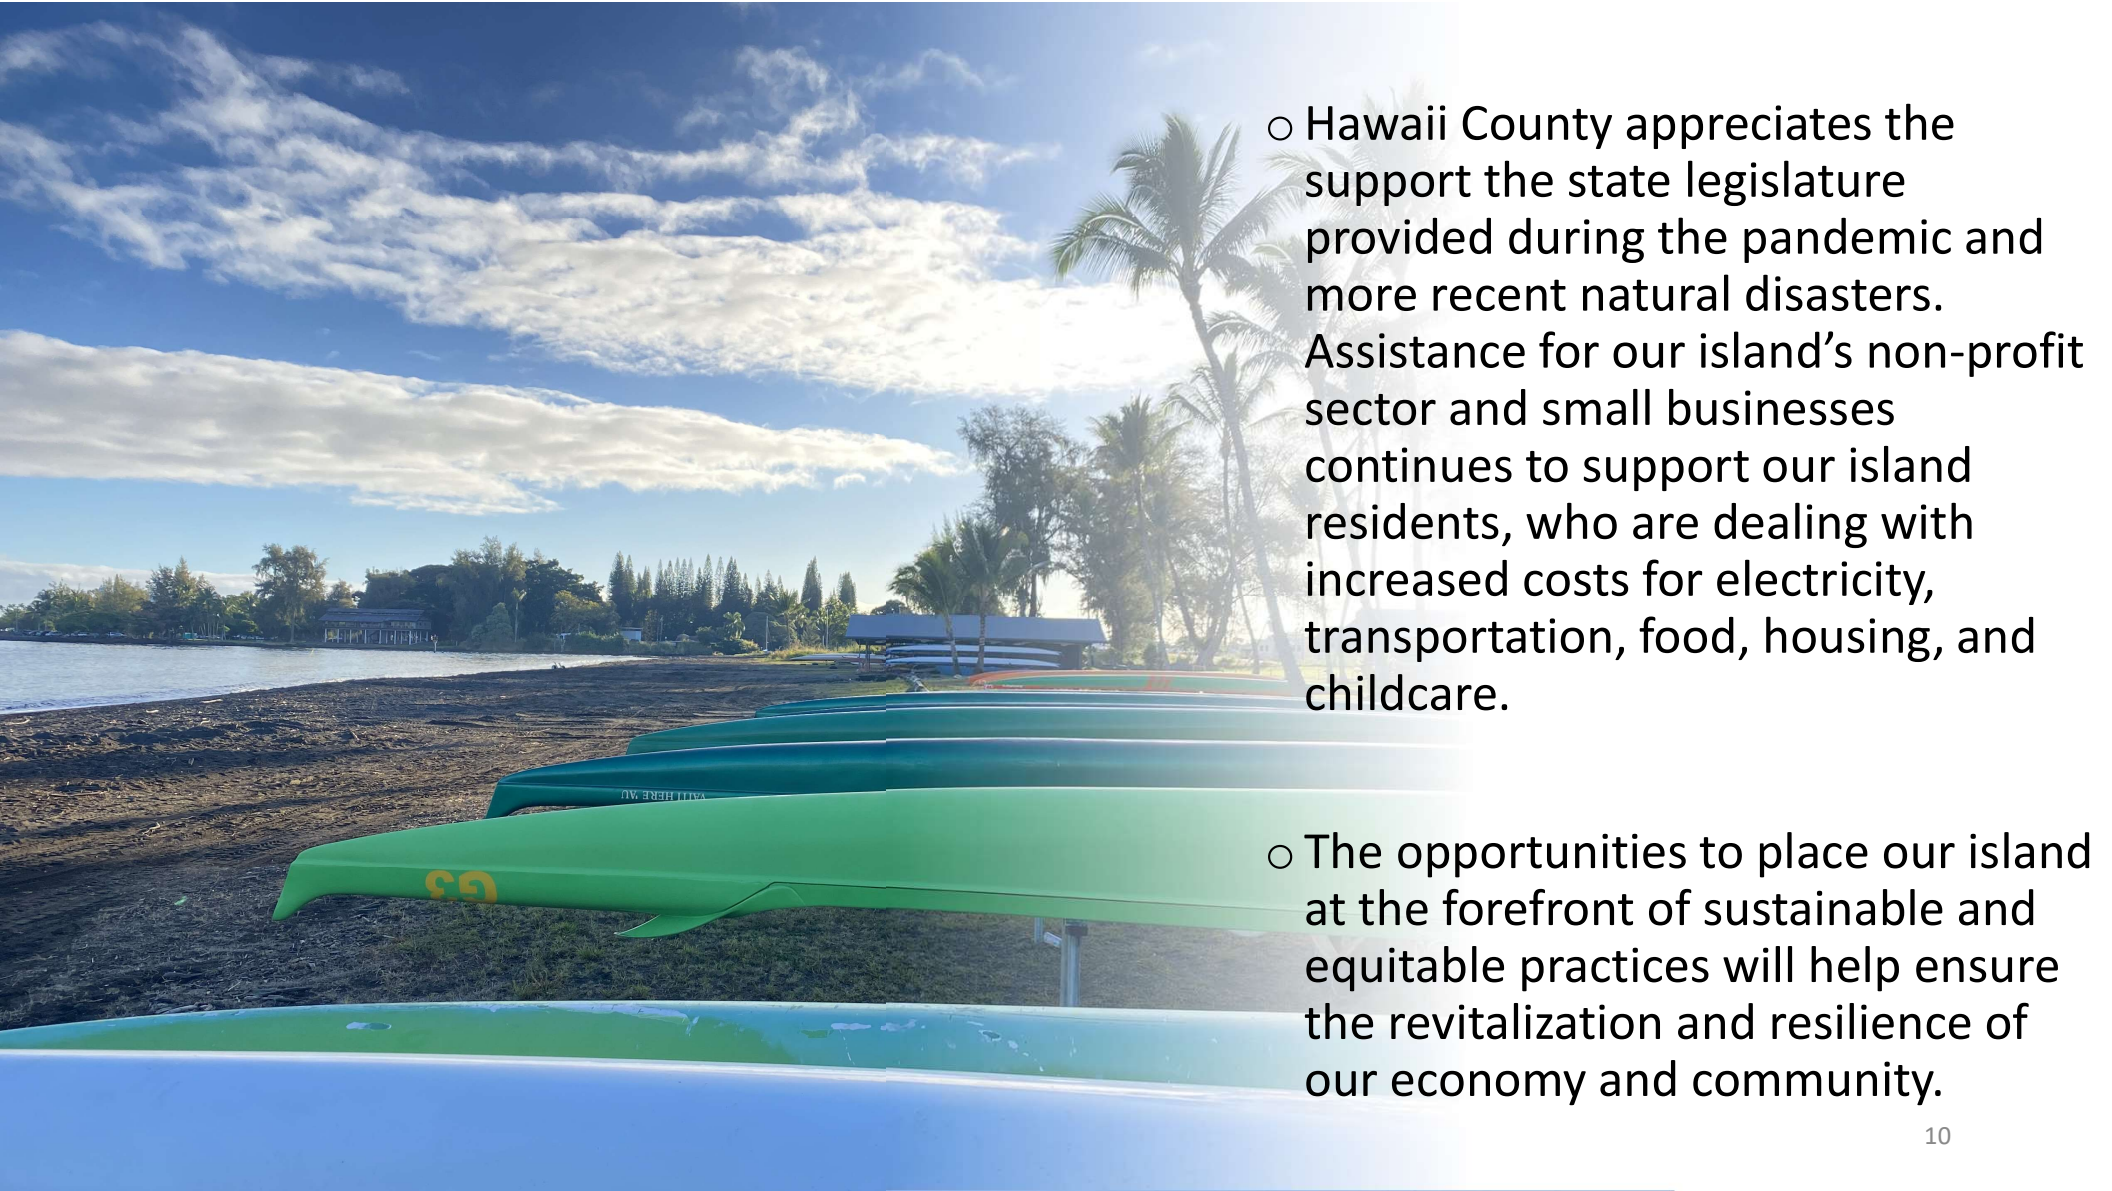 ○ Hawaii County appreciates the
support the state legislature
provided during the pandemic and
more recent natural disasters.
Assistance for our island’s non-profit
sector and small businesses
continues to support our island
residents, who are dealing with
increased costs for electricity,
transportation, food, housing, and
childcare.
○ The opportunities to place our island
at the forefront of sustainable and
equitable practices will help ensure
the revitalization and resilience of
our economy and community.
G3
10